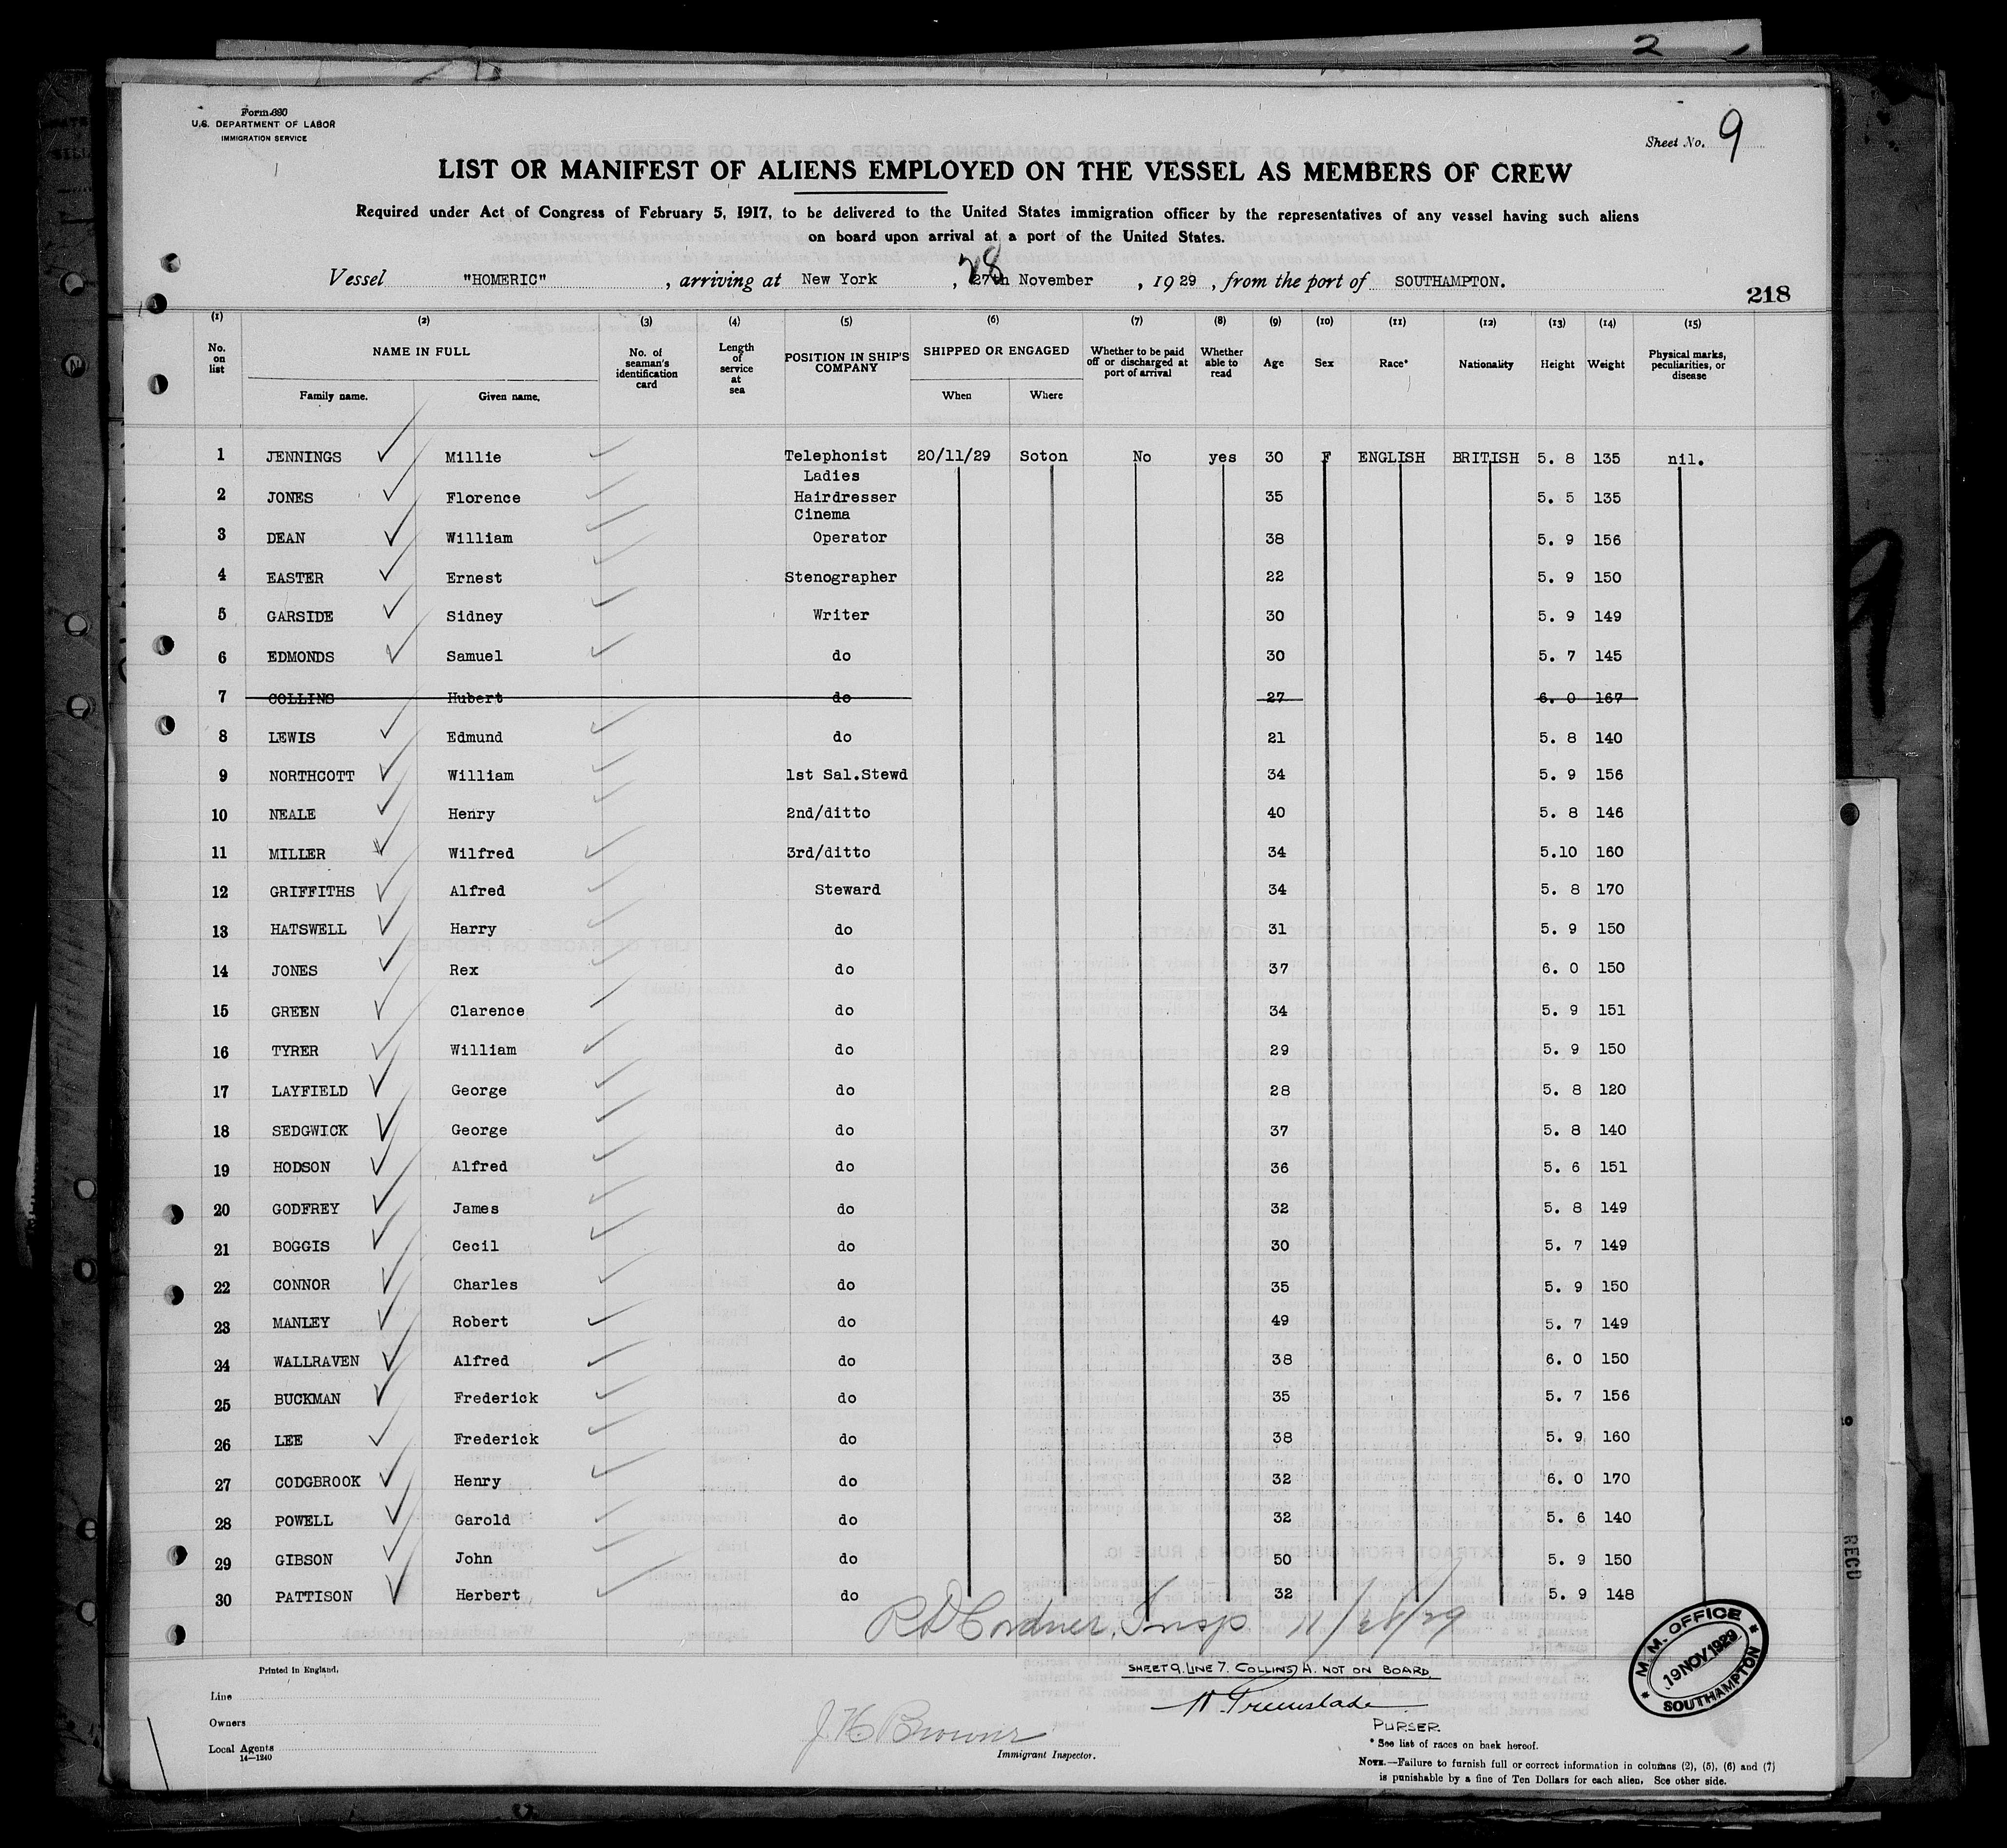 2
Form 690
U.S. DEPARTMENT OF LABOR
IMMIGRATION SERVICE
Sheet No. 9
LIST OR MANIFEST OF ALIENS EMPLOYED ON THE VESSEL AS MEMBERS OF CREW
Required under Act of Congress of February 5, 1917, to be delivered to the United States immigration officer by the representatives of any vessel having such aliens
on board upon arrival at a port of the United States.
28
Vessel "HOMERIC" , arriving at New York , 27th November , 1929 , from the port of SOUTHAMPTON.
218
(1) (2) (3) (4) (5) (6) (7) (8) (9) (10) (11) (12) (13) (14) (15)
No. on list NAME IN FULL No. of seaman's identification card Length of service at sea POSITION IN SHIP'S COMPANY SHIPPED OR ENGAGED Whether to be paid off or discharged at port of arrival Whether able to read Age Sex Race* Nationality Height Weight Physical marks, peculiarities, or disease
Family name. Given name. When Where
1 JENNINGS Millie Telephonist 20/11/29 Soton No yes 30 F ENGLISH BRITISH 5. 8 135 nil.
Ladies
2 JONES Florence Hairdresser 35 5. 5 135
Cinema
3 DEAN William Operator 38 5. 9 156
4 EASTER Ernest Stenographer 22 5. 9 150
5 GARSIDE Sidney Writer 30 5. 9 149
6 EDMONDS Samuel do 30 5. 7 145
7 COLLINS Hubert do 27 6. 0 167
8 LEWIS Edmund do 21 5. 8 140
9 NORTHCOTT William 1st Sal.Stewd 34 5. 9 156
10 NEALE Henry 2nd/ditto 40 5. 8 146
11 MILLER Wilfred 3rd/ditto 34 5.10 160
12 GRIFFITHS Alfred Steward 34 5. 8 170
13 HATSWELL Harry do 31 5. 9 150
14 JONES Rex do 37 6. 0 150
15 GREEN Clarence do 34 5. 9 151
16 TYRER William do 29 5. 9 150
17 LAYFIELD George do 28 5. 8 120
18 SEDGWICK George do 37 5. 8 140
19 HODSON Alfred do 36 5. 6 151
20 GODFREY James do 32 5. 8 149
21 BOGGIS Cecil do 30 5. 7 149
22 CONNOR Charles do 35 5. 9 150
23 MANLEY Robert do 49 5. 7 149
24 WALLRAVEN Alfred do 38 6. 0 150
25 BUCKMAN Frederick do 35 5. 7 156
26 LEE Frederick do 38 5. 9 160
27 CODGBROOK Henry do 32 6. 0 170
28 POWELL Garold do 32 5. 6 140
29 GIBSON John do 50 5. 9 150
30 PATTISON Herbert do 32 5. 9 148
RD Cordner, Insp 11/28/29
M. M. OFFICE
19 NOV 1929
SOUTHAMPTON
Printed in England.
SHEET 9. LINE 7. COLLINS, H. NOT ON BOARD.
Line
Owners
Local Agents
14—1240
Immigrant Inspector.
PURSER
* See list of races on back hereof.
NOTE.—Failure to furnish full or correct information in columns (2), (5), (6) and (7)
is punishable by a fine of Ten Dollars for each alien. See other side.
RECD